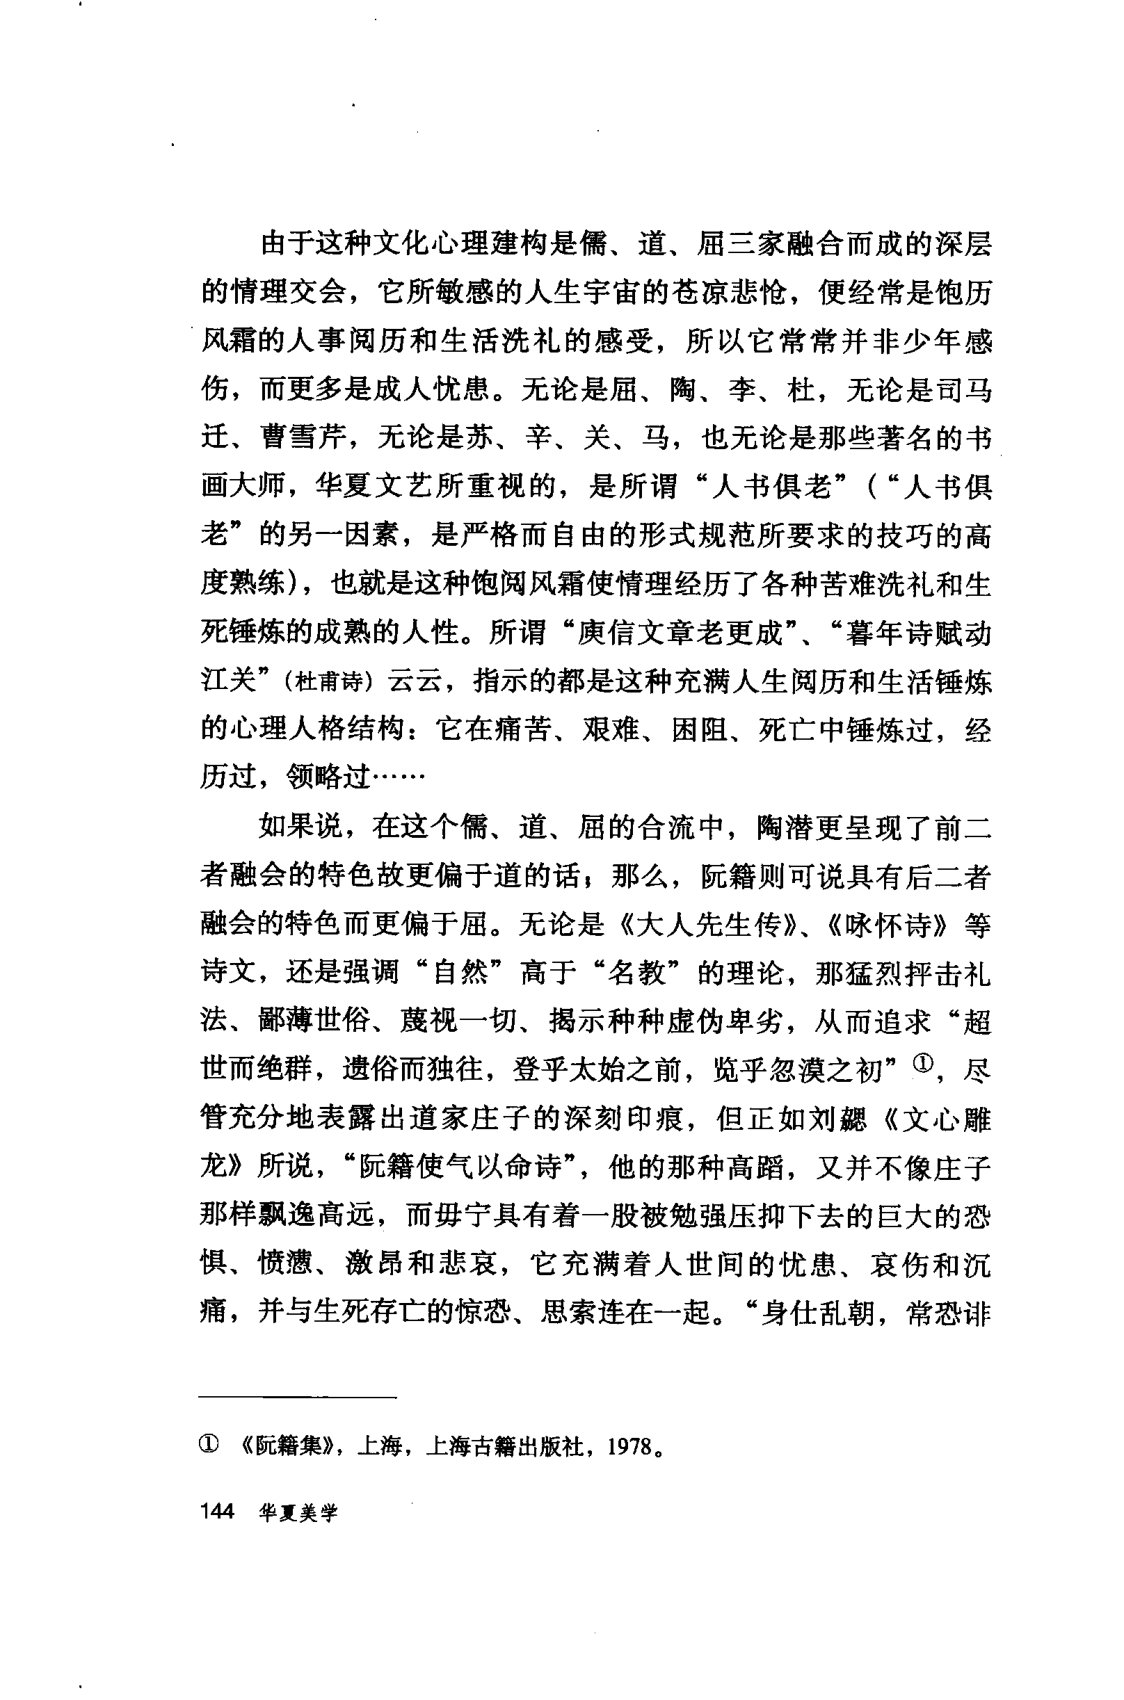 由于这种文化心理建构是儒、道、屈三家融合而成的深层
的情理交会，它所敏感的人生宇宙的苍凉悲怆，便经常是饱历
风霜的人事阅历和生活洗礼的感受，所以它常常并非少年感
伤，而更多是成人忧患。无论是屈、陶、李、杜，无论是司马
迁、曹雪芹，无论是苏、辛、关、马，也无论是那些著名的书
画大师，华夏文艺所重视的，是所谓“人书俱老”（“人书俱
老”的另一因素，是严格而自由的形式规范所要求的技巧的高
度熟练），也就是这种饱阅风霜使情理经历了各种苦难洗礼和生
死锤炼的成熟的人性。所谓“庾信文章老更成”、“暮年诗赋动
江关”（杜甫诗）云云，指示的都是这种充满人生阅历和生活锤炼
的心理人格结构：它在痛苦、艰难、困阻、死亡中锤炼过，经
历过，领略过……
如果说，在这个儒、道、屈的合流中，陶潜更呈现了前二
者融会的特色故更偏于道的话；那么，阮籍则可说具有后二者
融会的特色而更偏于屈。无论是《大人先生传》、《咏怀诗》等
诗文，还是强调“自然”高于“名教”的理论，那猛烈抨击礼
法、鄙薄世俗、蔑视一切、揭示种种虚伪卑劣，从而追求“超
世而绝群，遗俗而独往，登乎太始之前，览乎忽漠之初”①，尽
管充分地表露出道家庄子的深刻印痕，但正如刘勰《文心雕
龙》所说，“阮籍使气以命诗”，他的那种高蹈，又并不像庄子
那样飘逸高远，而毋宁具有着一股被勉强压抑下去的巨大的恐
惧、愤懑、激昂和悲哀，它充满着人世间的忧患、哀伤和沉
痛，并与生死存亡的惊恐、思索连在一起。“身仕乱朝，常恐诽
① 《阮籍集》，上海，上海古籍出版社，1978。
144 华夏美学